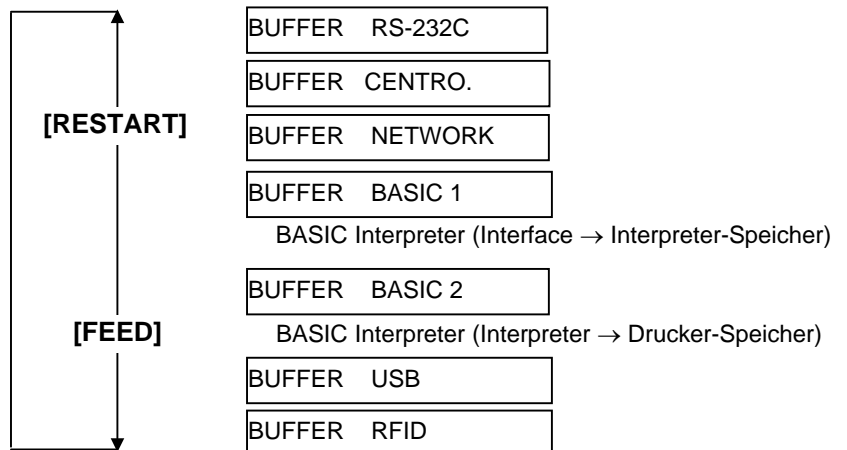 BUFFER RS-232C
BUFFER CENTRO.
[RESTART]
BUFFER NETWORK
BUFFER BASIC 1
BASIC Interpreter (Interface → Interpreter-Speicher)
BUFFER BASIC 2
[FEED]
BASIC Interpreter (Interpreter → Drucker-Speicher)
BUFFER USB
BUFFER RFID